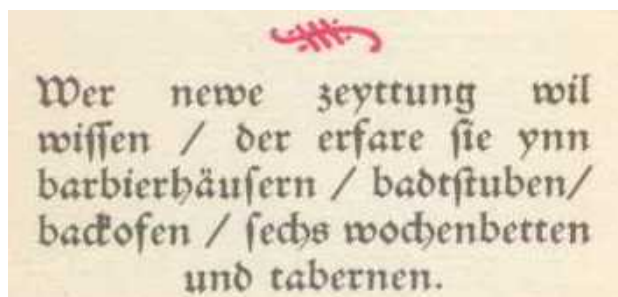 Wer newe zeyttung wil
wissen / der erfare sie ynn
barbierhäusern / badtstuben/
backofen / sechs wochenbetten
und tabernen.